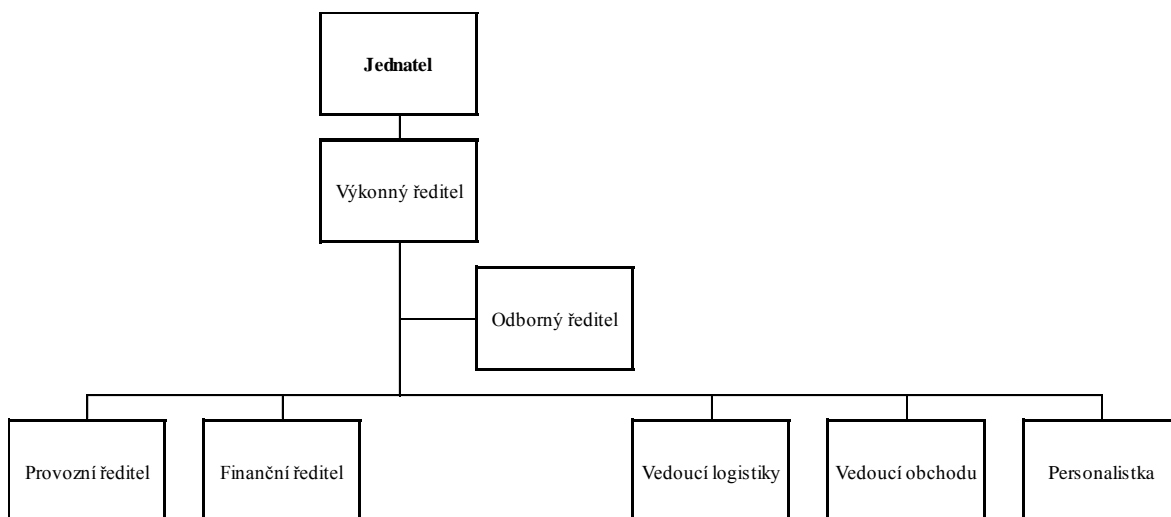 Jednatel
Výkonný ředitel
Odborný ředitel
Provozní ředitel
Finanční ředitel
Vedoucí logistiky
Vedoucí obchodu
Personalistka